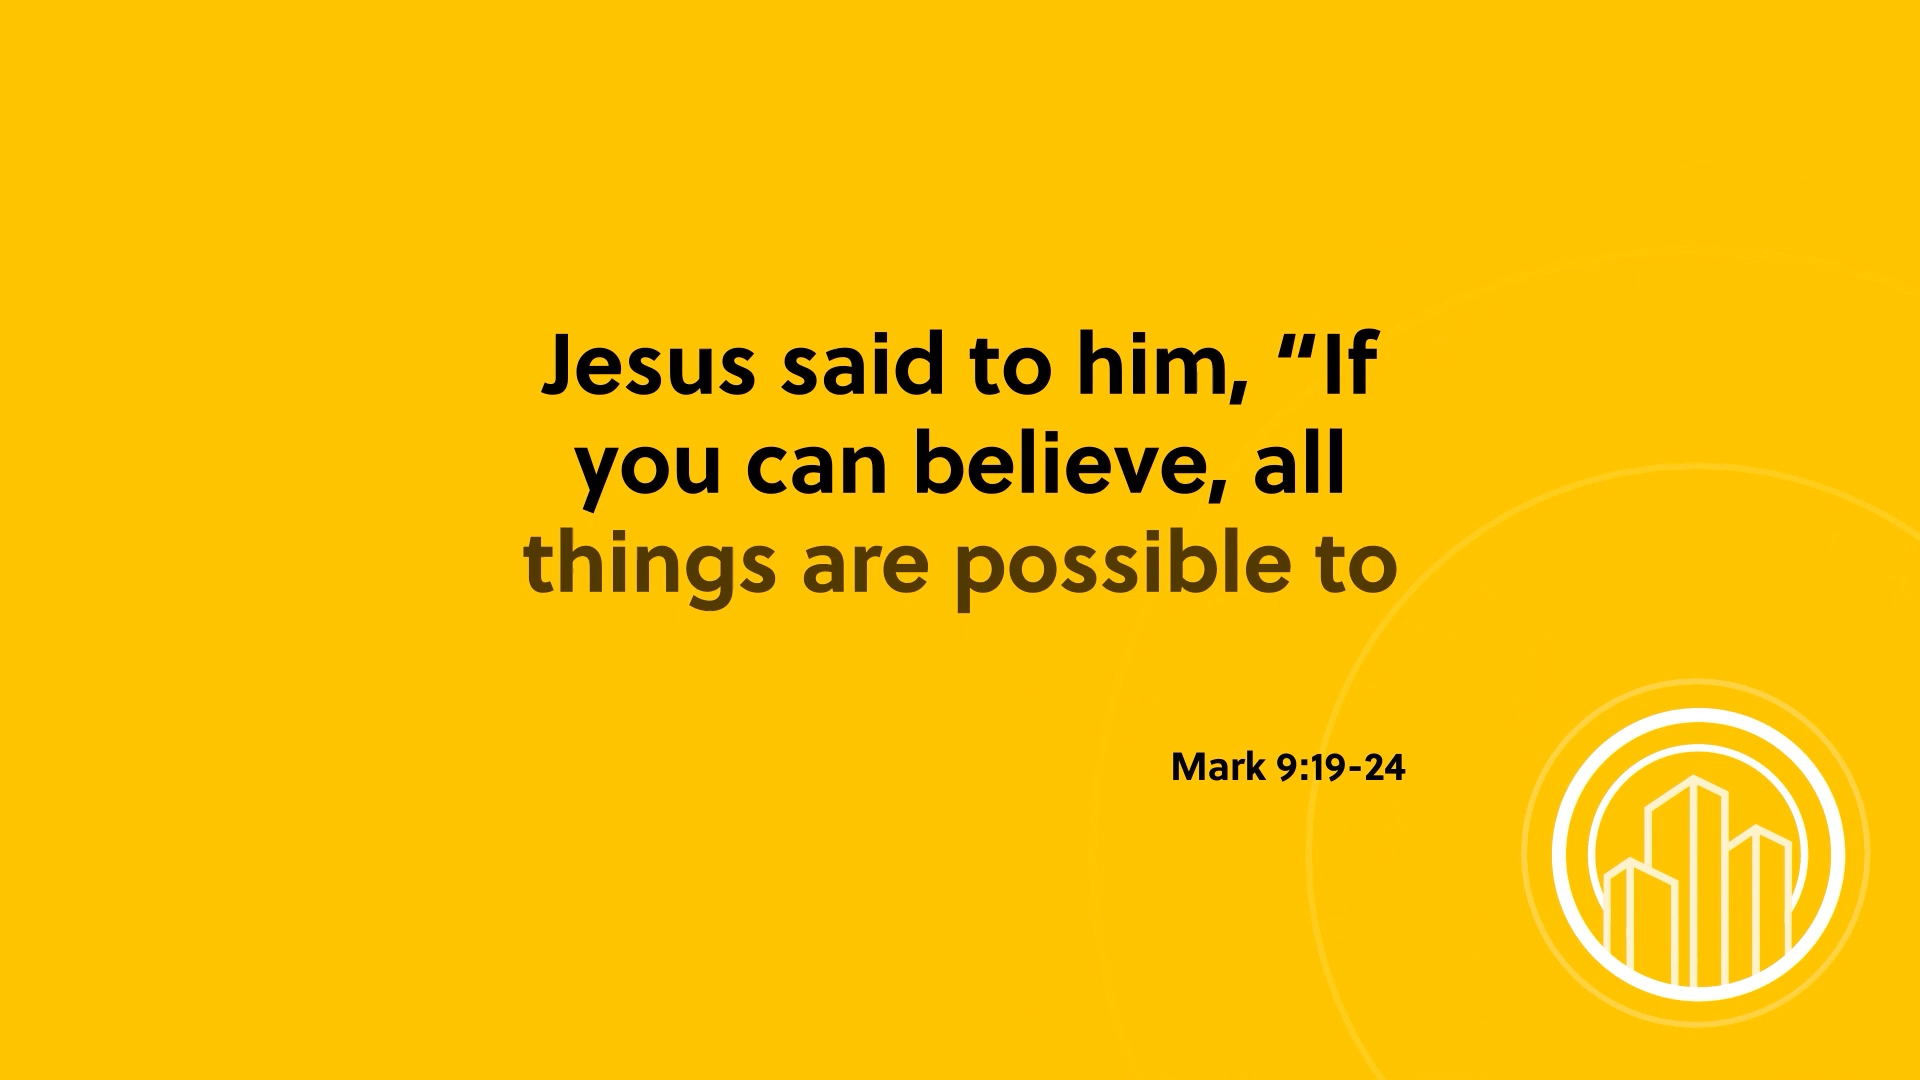 Jesus said to him, “If
you can believe, all
things are possible to
Mark 9:19-24